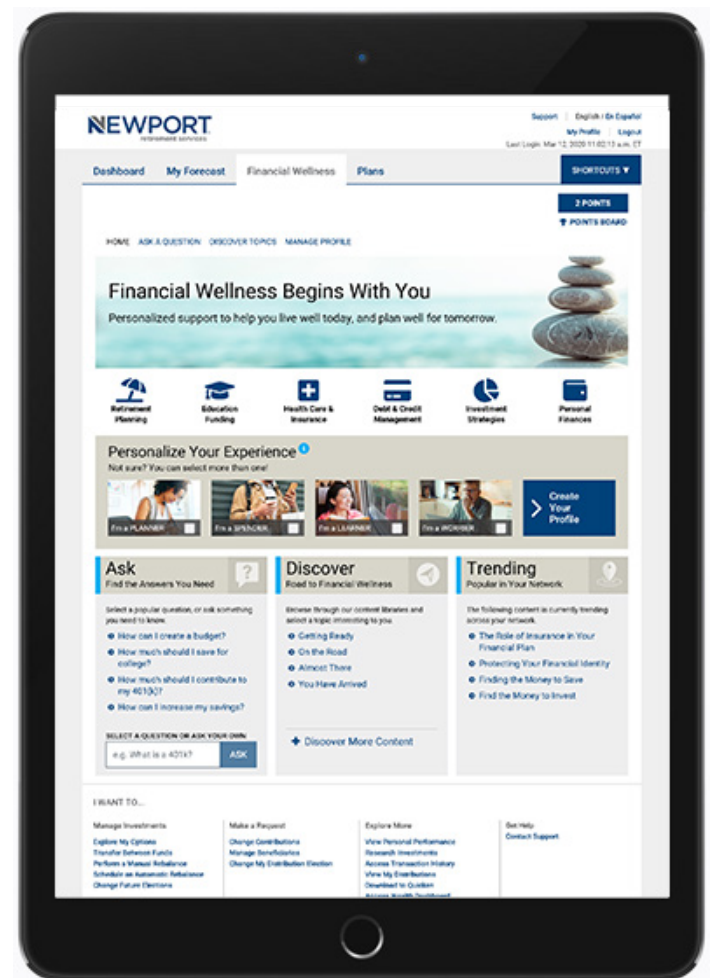 NEWPORT
retirement services
Support | English / En Español
My Profile | Logout
Last Login: Mar 12, 2020 11:02:13 a.m. ET
Dashboard My Forecast Financial Wellness Plans SHORTCUTS ▼
2 POINTS
POINTS BOARD
HOME ASK A QUESTION DISCOVER TOPICS MANAGE PROFILE
Financial Wellness Begins With You
Personalized support to help you live well today, and plan well for tomorrow.
Retirement Planning
Education Funding
Health Care & Insurance
Debt & Credit Management
Investment Strategies
Personal Finances
Personalize Your Experience
Not sure? You can select more than one!
I'm a PLANNER
I'm a SPENDER
I'm a LEARNER
I'm a WORRIER
Create
Your
Profile
Ask
Find the Answers You Need
Select a popular question, or ask something
you need to know.
How can I create a budget?
How much should I save for
college?
How much should I contribute to
my 401(k)?
How can I increase my savings?
SELECT A QUESTION OR ASK YOUR OWN:
e.g. What is a 401k? ASK
Discover
Road to Financial Wellness
Browse through our content libraries and
select a topic interesting to you.
Getting Ready
On the Road
Almost There
You Have Arrived
+ Discover More Content
Trending
Popular in Your Network
The following content is currently trending
across your network.
The Role of Insurance in Your
Financial Plan
Protecting Your Financial Identity
Finding the Money to Save
Find the Money to Invest
I WANT TO...
Manage Investments
Explore My Options
Transfer Between Funds
Perform a Manual Rebalance
Schedule an Automatic Rebalance
Change Future Elections
Make a Request
Change Contributions
Manage Beneficiaries
Change My Distribution Election
Explore More
View Personal Performance
Research Investments
Access Transaction History
View My Distributions
Download to Quicken
Access Health Dashboard
Get Help
Contact Support